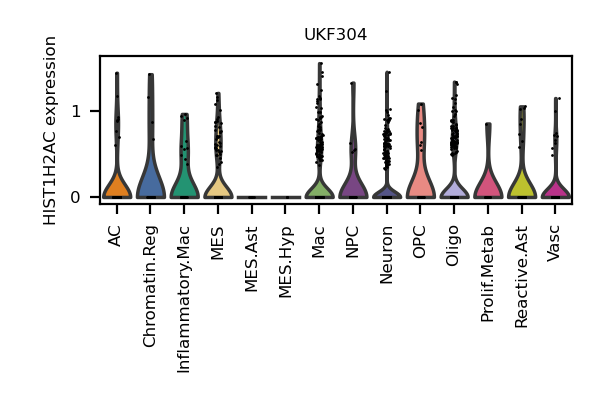 UKF304
HIST1H2AC expression
1
0
AC
Chromatin.Reg
Inflammatory.Mac
MES
MES.Ast
MES.Hyp
Mac
NPC
Neuron
OPC
Oligo
Prolif.Metab
Reactive.Ast
Vasc